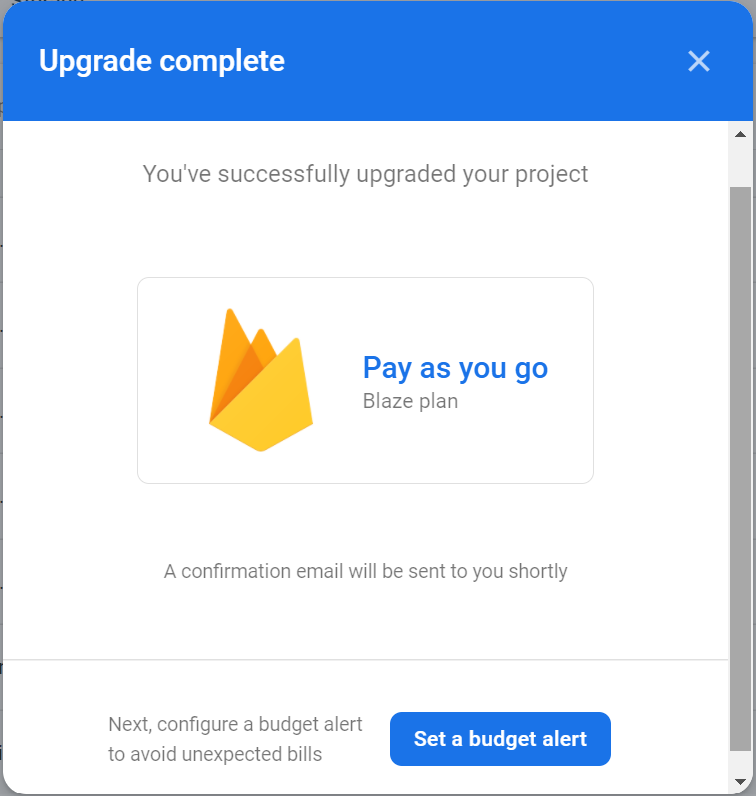 Upgrade complete
You've successfully upgraded your project
Pay as you go
Blaze plan
A confirmation email will be sent to you shortly
Next, configure a budget alert
to avoid unexpected bills
Set a budget alert